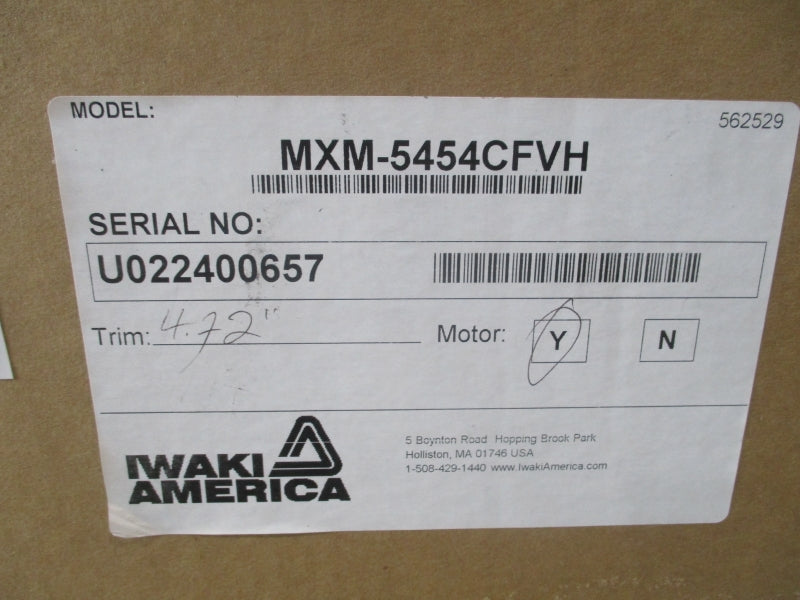 MODEL: 562529
MXM-5454CFVH
SERIAL NO:
U022400657
Trim: 4.72" Motor: Y N
IWAKI
AMERICA
5 Boynton Road Hopping Brook Park
Holliston, MA 01746 USA
1-508-429-1440 www.IwakiAmerica.com